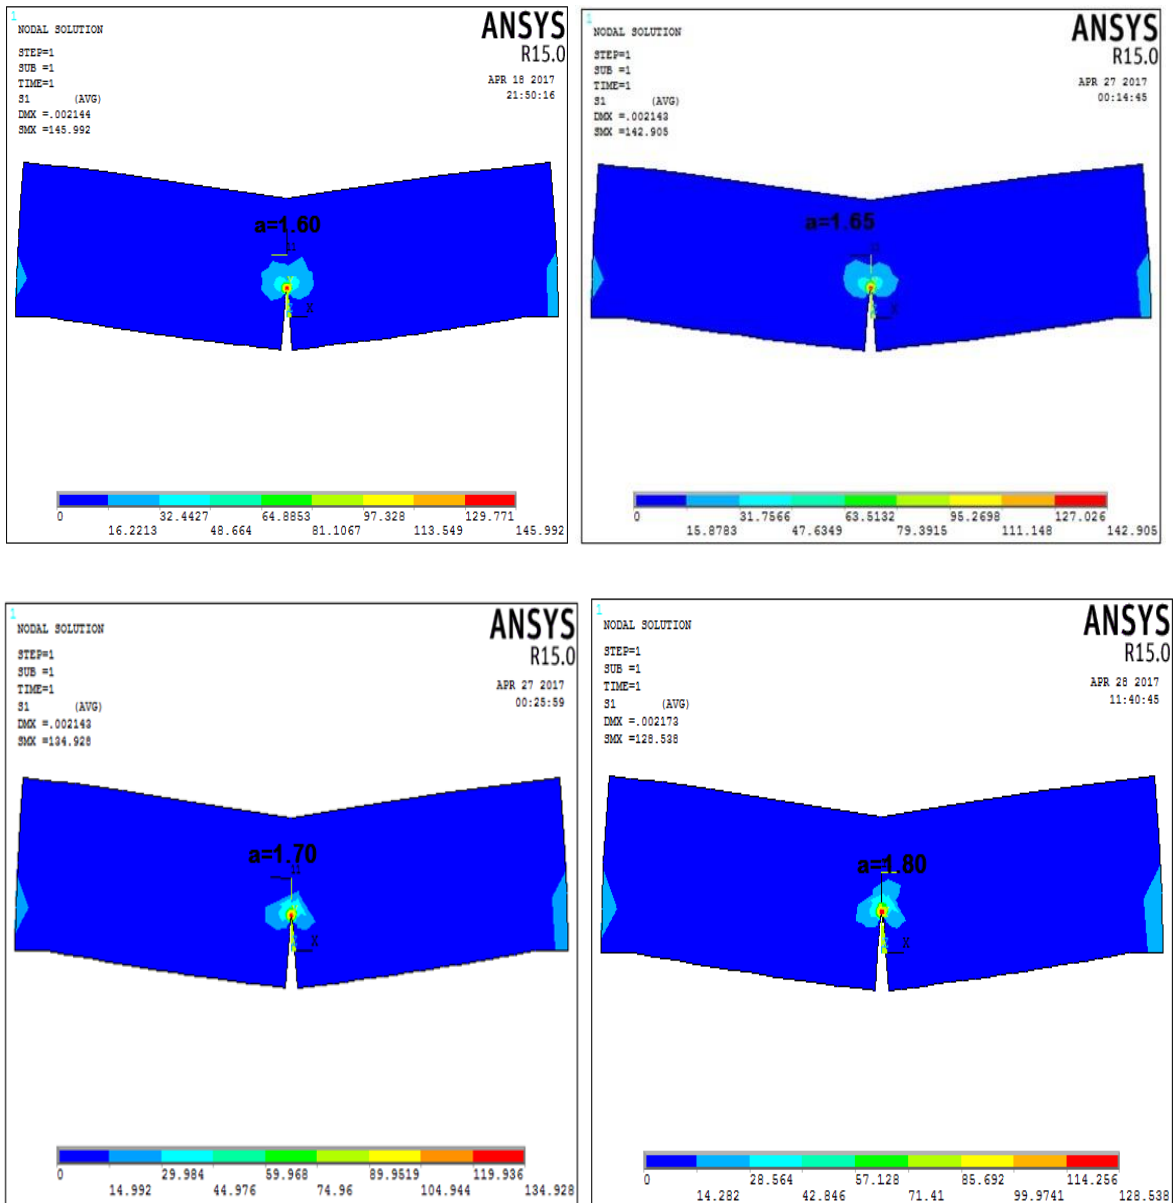 1
NODAL SOLUTION
ANSYS
R15.0
STEP=1
SUB =1
TIME=1
S1 (AVG)
DMX =.002144
SMX =145.992
APR 18 2017
21:50:16
a=1.60
X
0
16.2213
32.4427
48.664
64.8853
81.1067
97.328
113.549
129.771
145.992
1
NODAL SOLUTION
ANSYS
R15.0
STEP=1
SUB =1
TIME=1
S1 (AVG)
DMX =.002143
SMX =142.905
APR 27 2017
00:14:45
a=1.65
X
0
15.8783
31.7566
47.6349
63.5132
79.3915
95.2698
111.148
127.026
142.905
1
NODAL SOLUTION
ANSYS
R15.0
STEP=1
SUB =1
TIME=1
S1 (AVG)
DMX =.002143
SMX =134.928
APR 27 2017
00:25:59
a=1.70
X
0
14.992
29.984
44.976
59.968
74.96
89.9519
104.944
119.936
134.928
1
NODAL SOLUTION
ANSYS
R15.0
STEP=1
SUB =1
TIME=1
S1 (AVG)
DMX =.002173
SMX =128.538
APR 28 2017
11:40:45
a=1.80
X
0
14.282
28.564
42.846
57.128
71.41
85.692
99.9741
114.256
128.538